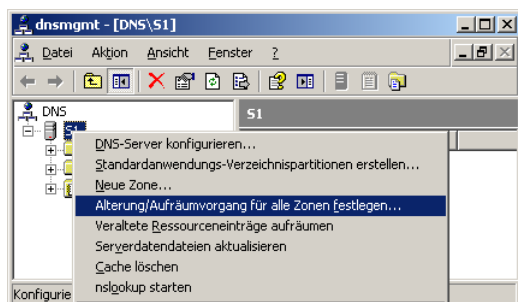 dnsmgmt - [DNS\S1]
Datei Aktion Ansicht Fenster ?
DNS
S1
S1
DNS-Server konfigurieren...
Standardanwendungs-Verzeichnispartitionen erstellen...
Neue Zone...
Alterung/Aufräumvorgang für alle Zonen festlegen...
Veraltete Ressourceneinträge aufräumen
Serverdatendateien aktualisieren
Cache löschen
nslookup starten
Konfigurie